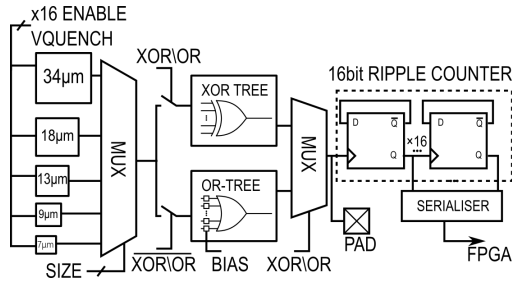 x16 ENABLE
VQUENCH
34µm
18µm
13µm
9µm
7µm
SIZE
MUX
XOR\OR
XOR\OR
XOR TREE
OR-TREE
BIAS
MUX
XOR\OR
PAD
16bit RIPPLE COUNTER
D
Q
Q
×16
...
D
Q
Q
SERIALISER
FPGA